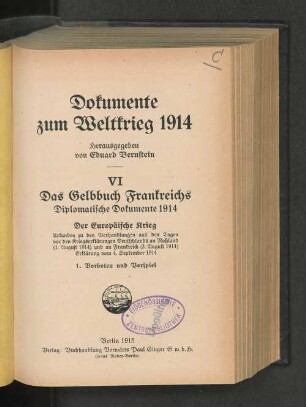 Dokumente
zum Weltkrieg 1914
Herausgegeben
von Eduard Bernstein
VI
Das Gelbbuch Frankreichs
Diplomatische Dokumente 1914
Der Europäische Krieg
Urkunden zu den Verhandlungen aus den Tagen
vor den Kriegserklärungen Deutschlands an Rußland
(1. August 1914) und an Frankreich (3. August 1914)
Erklärung vom 4. September 1914
1. Vorboten und Vorspiel
Berlin 1915
Verlag: Buchhandlung Vorwärts Paul Singer G.m.b.H.